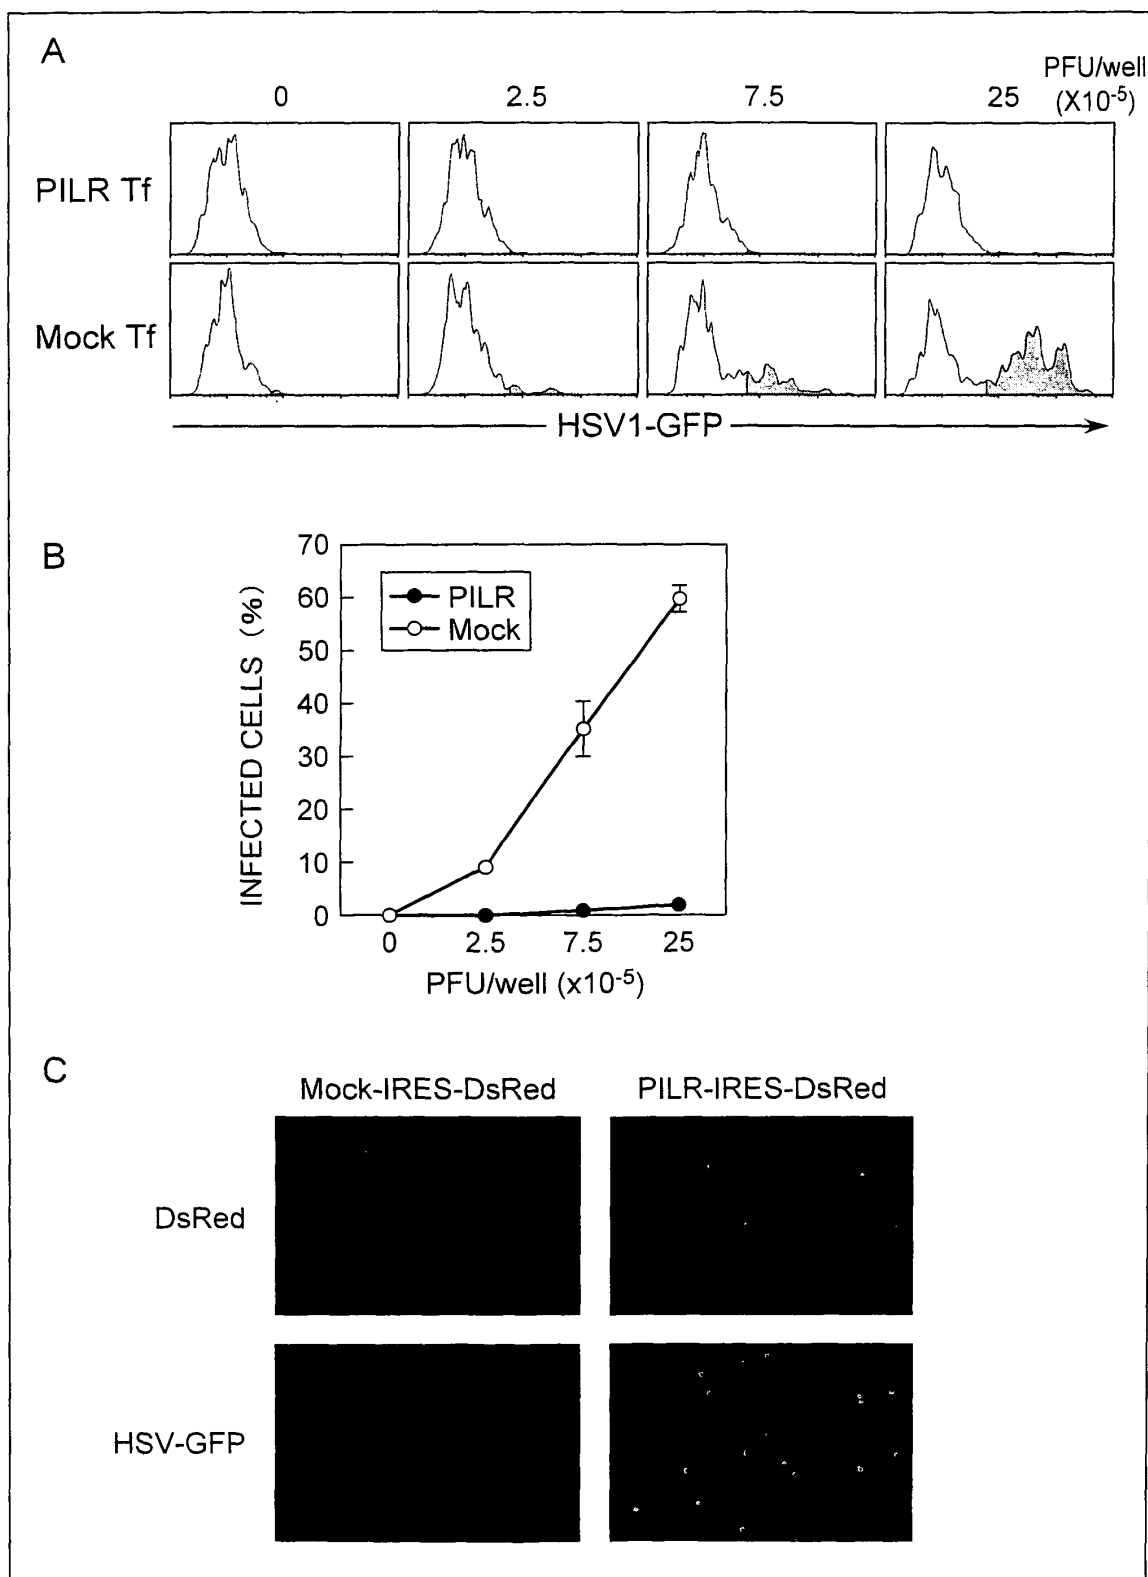 A
PFU/well
0 2.5 7.5 25 (X10⁻⁵)
PILR Tf
Mock Tf
HSV1-GFP
B
INFECTED CELLS (%)
70
60
50
40
30
20
10
0
PILR
Mock
0 2.5 7.5 25
PFU/well (x10⁻⁵)
C
Mock-IRES-DsRed PILR-IRES-DsRed
DsRed
HSV-GFP